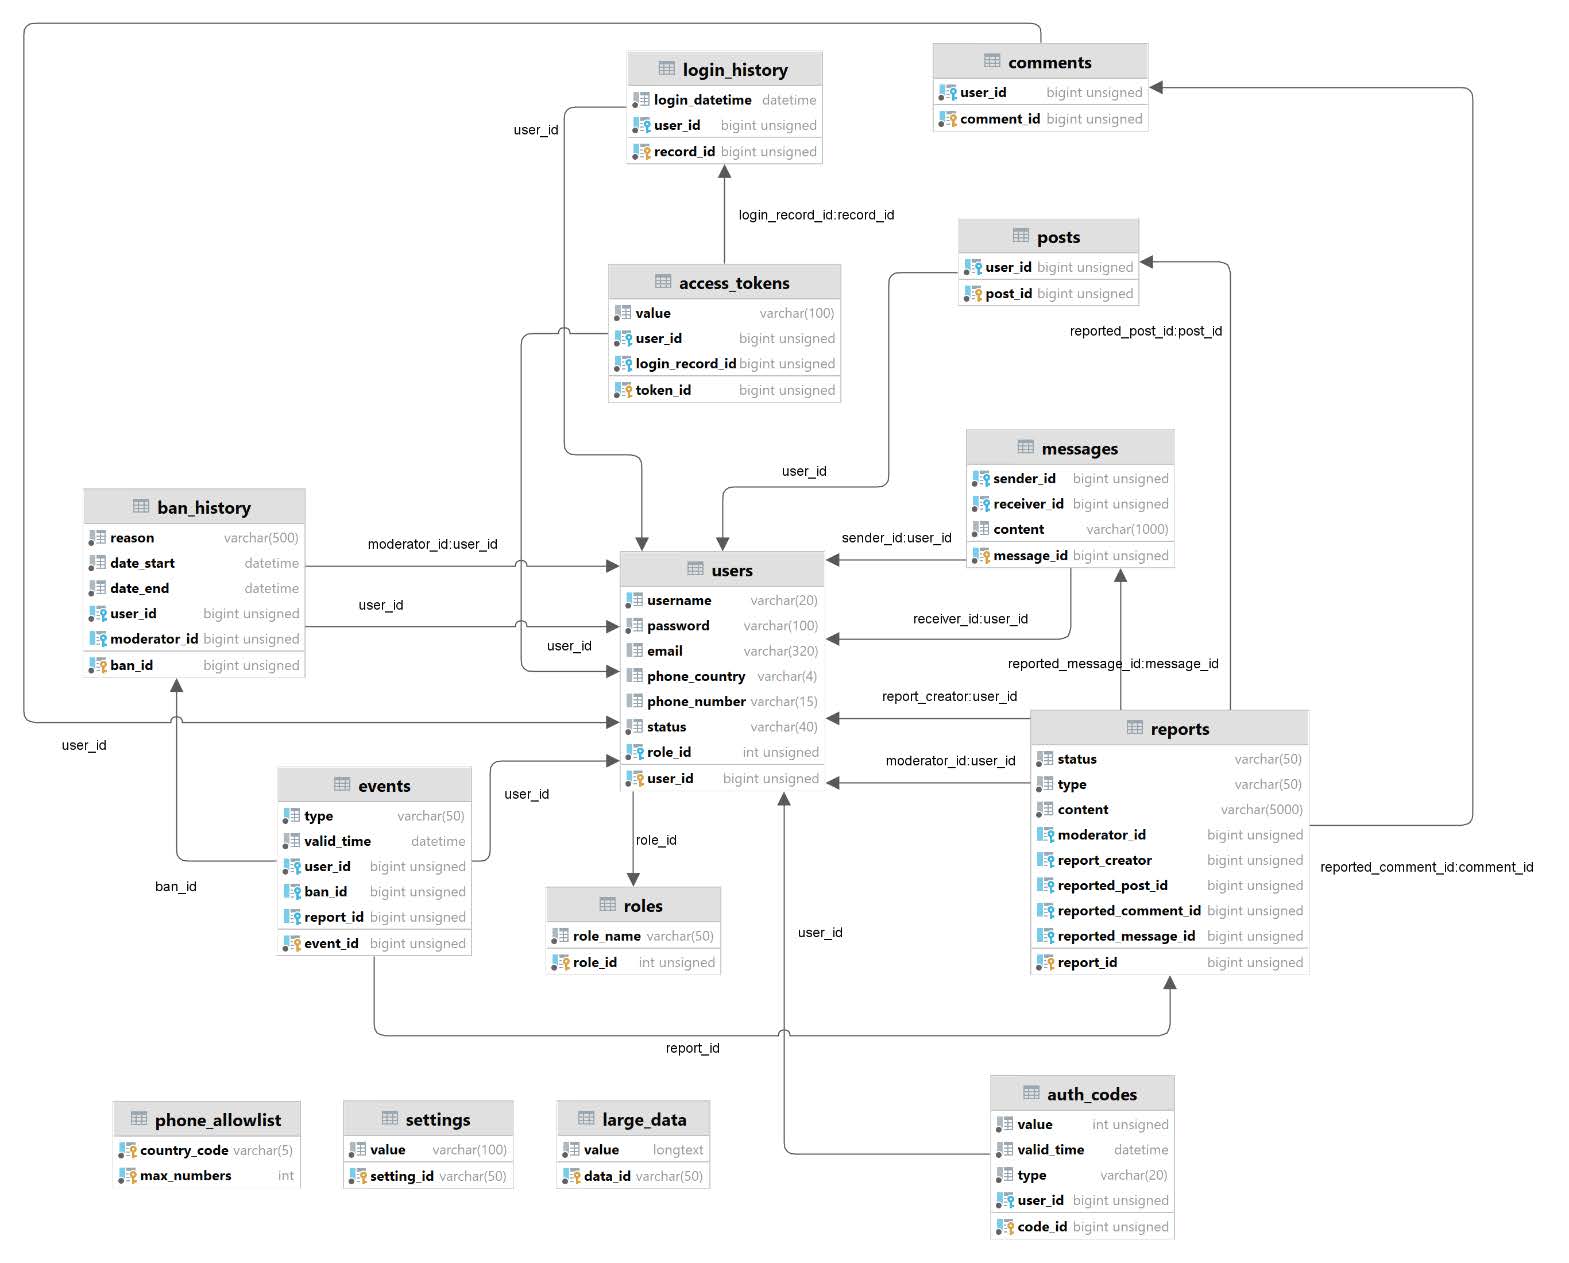 login_history
login_datetime datetime
user_id bigint unsigned
record_id bigint unsigned
comments
user_id bigint unsigned
comment_id bigint unsigned
user_id
login_record_id:record_id
posts
user_id bigint unsigned
post_id bigint unsigned
access_tokens
value varchar(100)
user_id bigint unsigned
login_record_id bigint unsigned
token_id bigint unsigned
reported_post_id:post_id
messages
sender_id bigint unsigned
receiver_id bigint unsigned
content varchar(1000)
message_id bigint unsigned
user_id
ban_history
reason varchar(500)
date_start datetime
date_end datetime
user_id bigint unsigned
moderator_id bigint unsigned
ban_id bigint unsigned
moderator_id:user_id
user_id
user_id
sender_id:user_id
receiver_id:user_id
reported_message_id:message_id
users
username varchar(20)
password varchar(100)
email varchar(320)
phone_country varchar(4)
phone_number varchar(15)
status varchar(40)
role_id int unsigned
user_id bigint unsigned
report_creator:user_id
moderator_id:user_id
reports
status varchar(50)
type varchar(50)
content varchar(5000)
moderator_id bigint unsigned
report_creator bigint unsigned
reported_post_id bigint unsigned
reported_comment_id bigint unsigned
reported_message_id bigint unsigned
report_id bigint unsigned
user_id
events
type varchar(50)
valid_time datetime
user_id bigint unsigned
ban_id bigint unsigned
report_id bigint unsigned
event_id bigint unsigned
user_id
role_id
ban_id
reported_comment_id:comment_id
roles
role_name varchar(50)
role_id int unsigned
user_id
report_id
phone_allowlist
country_code varchar(5)
max_numbers int
settings
value varchar(100)
setting_id varchar(50)
large_data
value longtext
data_id varchar(50)
auth_codes
value int unsigned
valid_time datetime
type varchar(20)
user_id bigint unsigned
code_id bigint unsigned